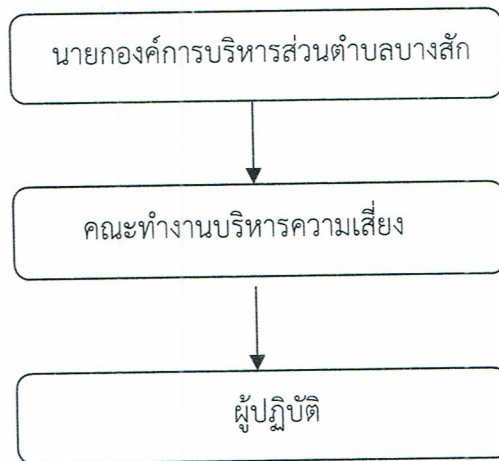 นายกองค์การบริหารส่วนตำบลบางสัก
คณะทำงานบริหารความเสี่ยง
ผู้ปฏิบัติ